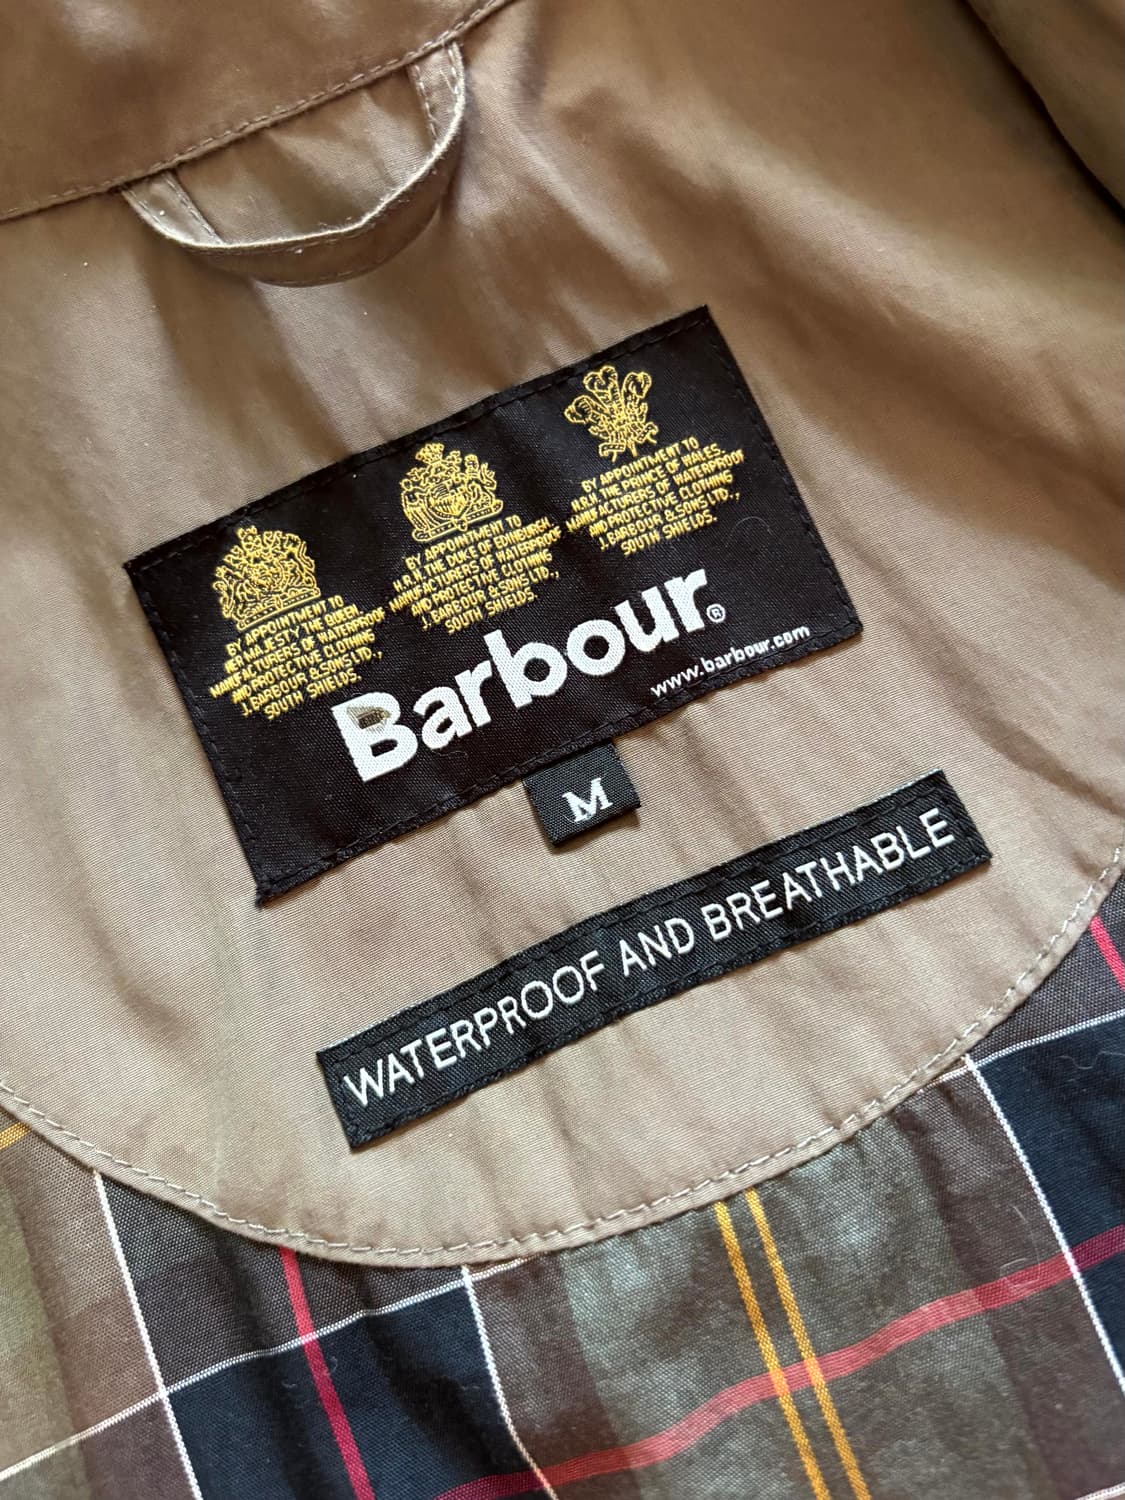 BY APPOINTMENT TO
HER MAJESTY THE QUEEN,
MANUFACTURERS OF WATERPROOF
AND PROTECTIVE CLOTHING
J.BARBOUR & SONS LTD.,
SOUTH SHIELDS.
BY APPOINTMENT TO
H.R.H. THE DUKE OF EDINBURGH,
MANUFACTURERS OF WATERPROOF
AND PROTECTIVE CLOTHING
J.BARBOUR & SONS LTD.,
SOUTH SHIELDS.
BY APPOINTMENT TO
H.R.H. THE PRINCE OF WALES.
MANUFACTURERS OF WATERPROOF
AND PROTECTIVE CLOTHING
J.BARBOUR & SONS LTD.,
SOUTH SHIELDS.
Barbour®
www.barbour.com
M
WATERPROOF AND BREATHABLE